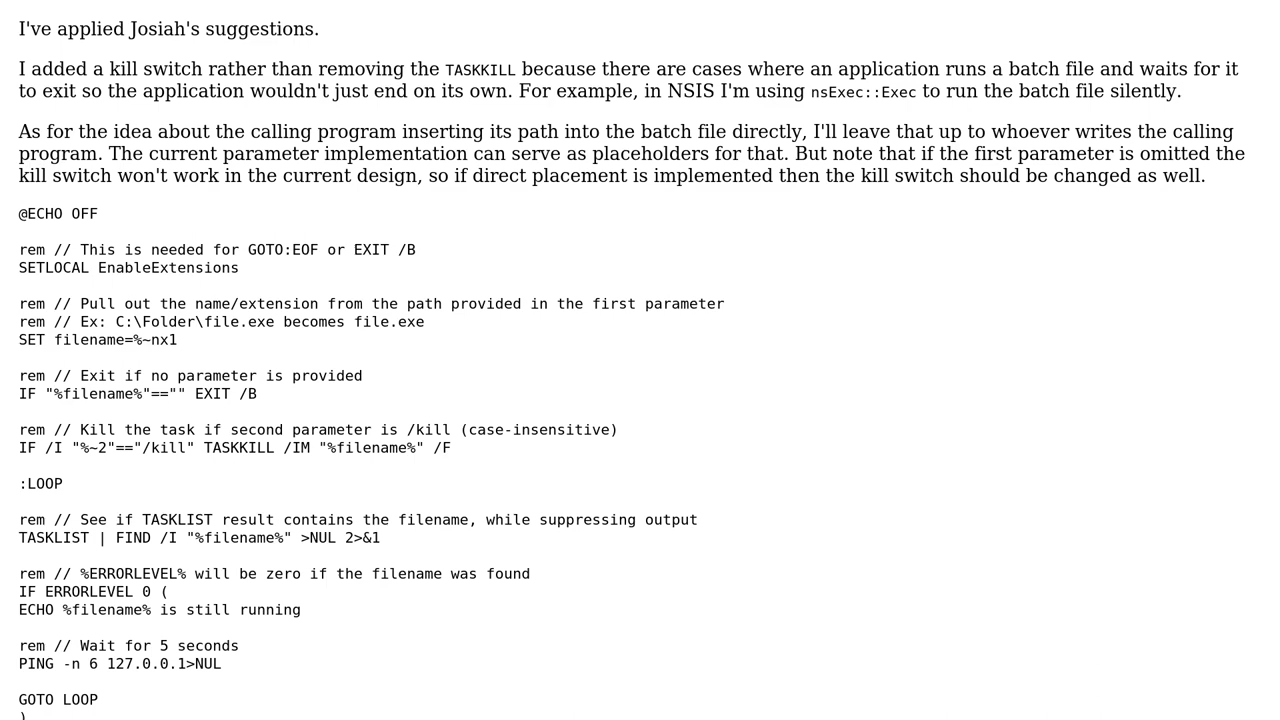 I've applied Josiah's suggestions.
I added a kill switch rather than removing the TASKKILL because there are cases where an application runs a batch file and waits for it
to exit so the application wouldn't just end on its own. For example, in NSIS I'm using nsExec::Exec to run the batch file silently.
As for the idea about the calling program inserting its path into the batch file directly, I'll leave that up to whoever writes the calling
program. The current parameter implementation can serve as placeholders for that. But note that if the first parameter is omitted the
kill switch won't work in the current design, so if direct placement is implemented then the kill switch should be changed as well.
@ECHO OFF
rem // This is needed for GOTO:EOF or EXIT /B
SETLOCAL EnableExtensions
rem // Pull out the name/extension from the path provided in the first parameter
rem // Ex: C:\Folder\file.exe becomes file.exe
SET filename=%~nx1
rem // Exit if no parameter is provided
IF "%filename%"=="" EXIT /B
rem // Kill the task if second parameter is /kill (case-insensitive)
IF /I "%~2"=="/kill" TASKKILL /IM "%filename%" /F
:LOOP
rem // See if TASKLIST result contains the filename, while suppressing output
TASKLIST | FIND /I "%filename%" >NUL 2>&1
rem // %ERRORLEVEL% will be zero if the filename was found
IF ERRORLEVEL 0 (
ECHO %filename% is still running
rem // Wait for 5 seconds
PING -n 6 127.0.0.1>NUL
GOTO LOOP
)